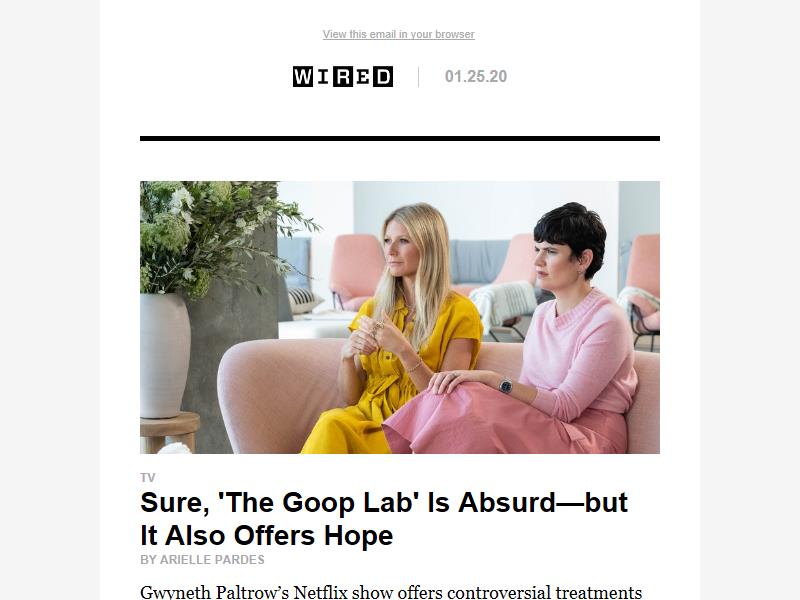 View this email in your browser
WIRED
01.25.20
TV
Sure, 'The Goop Lab' Is Absurd—but
It Also Offers Hope
BY ARIELLE PARDES
Gwyneth Paltrow’s Netflix show offers controversial treatments